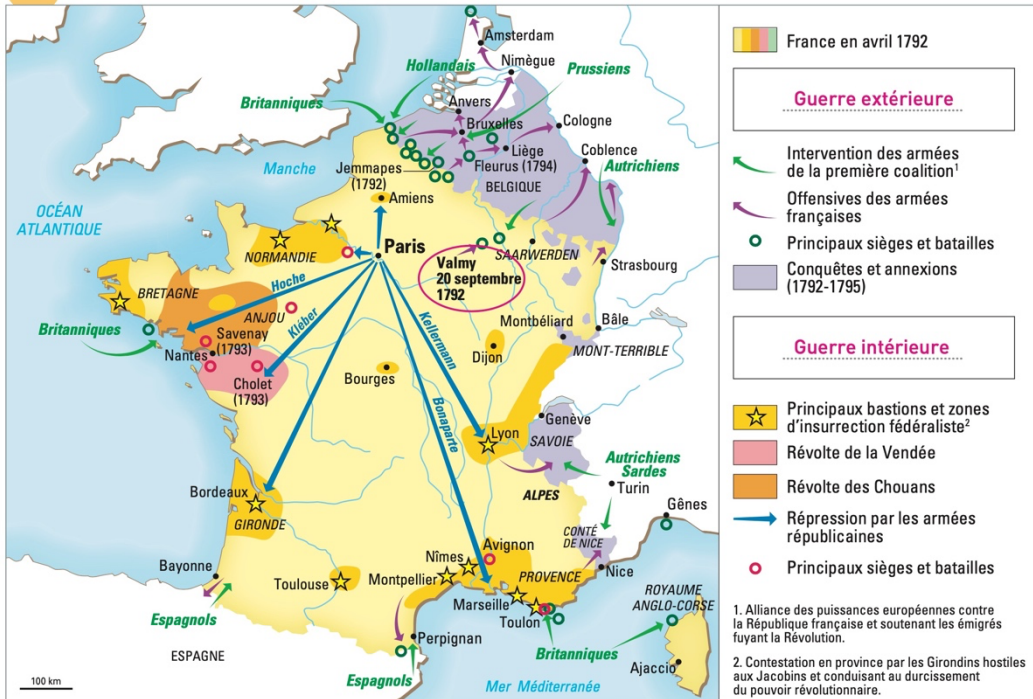 Amsterdam
Hollandais
Nimègue
Prussiens
Britanniques
Anvers
Bruxelles
Cologne
Manche
Jemmapes
(1792)
Liège
Fleurus (1794)
Coblence
Autrichiens
BELGIQUE
OCÉAN
ATLANTIQUE
Amiens
Paris
NORMANDIE
Valmy
20 septembre
1792
SAARWERDEN
Strasbourg
BRETAGNE
Hoche
ANJOU
Kléber
Kellermann
Britanniques
Savenay
(1793)
Nantes
Montbéliard
Bâle
MONT-TERRIBLE
Dijon
Cholet
(1793)
Bourges
Bonaparte
Genève
Lyon
SAVOIE
Autrichiens
Sardes
Bordeaux
ALPES
Turin
GIRONDE
Gênes
CONTÉ
DE NICE
Avignon
Nîmes
Bayonne
Toulouse
Montpellier
PROVENCE
Nice
Marseille
ROYAUME
ANGLO-CORSE
Espagnols
Toulon
Perpignan
Britanniques
ESPAGNE
Espagnols
Ajaccio
Mer Méditerranée
100 km
France en avril 1792
Guerre extérieure
Intervention des armées
de la première coalition¹
Offensives des armées
françaises
Principaux sièges et batailles
Conquêtes et annexions
(1792-1795)
Guerre intérieure
Principaux bastions et zones
d'insurrection fédéraliste²
Révolte de la Vendée
Révolte des Chouans
Répression par les armées
républicaines
Principaux sièges et batailles
1. Alliance des puissances européennes contre
la République française et soutenant les émigrés
fuyant la Révolution.
2. Contestation en province par les Girondins hostiles
aux Jacobins et conduisant au durcissement
du pouvoir révolutionnaire.